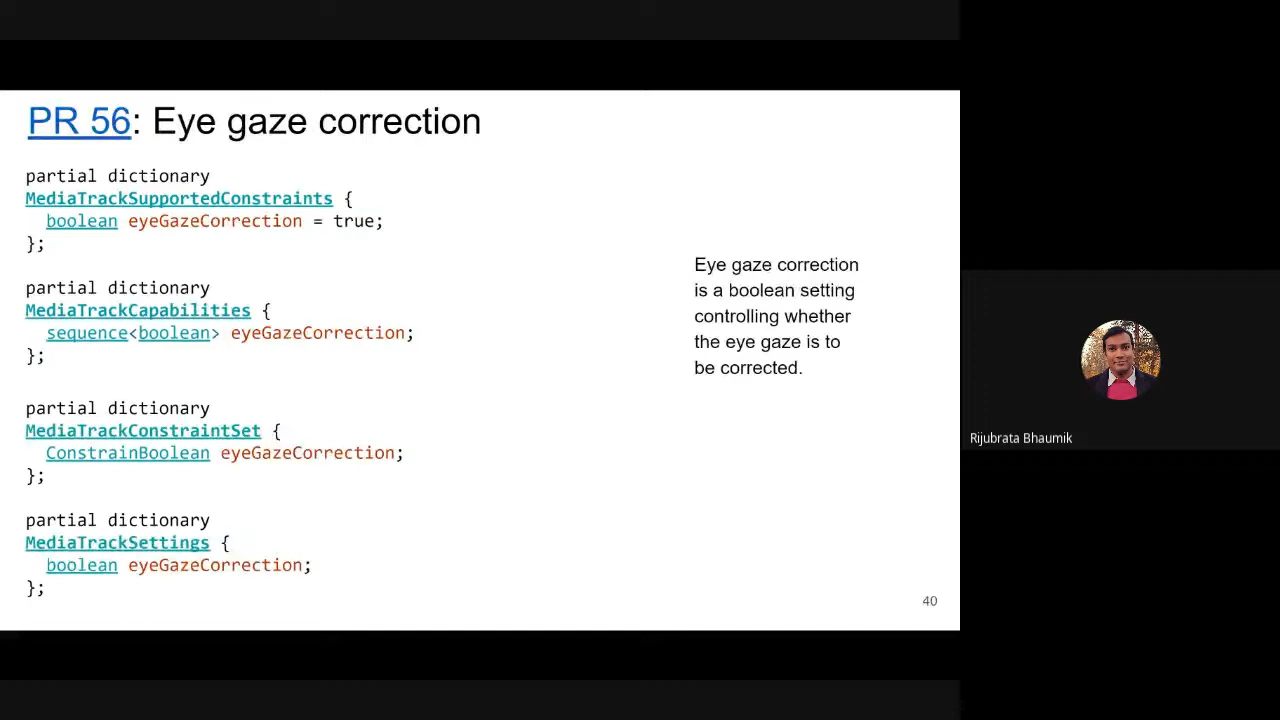 PR 56: Eye gaze correction
partial dictionary
MediaTrackSupportedConstraints {
boolean eyeGazeCorrection = true;
};
partial dictionary
MediaTrackCapabilities {
sequence<boolean> eyeGazeCorrection;
};
partial dictionary
MediaTrackConstraintSet {
ConstrainBoolean eyeGazeCorrection;
};
partial dictionary
MediaTrackSettings {
boolean eyeGazeCorrection;
};
Eye gaze correction
is a boolean setting
controlling whether
the eye gaze is to
be corrected.
40
Rijubrata Bhaumik